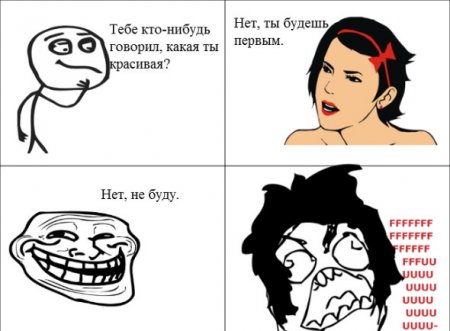 Тебе кто-нибудь
говорил, какая ты
красивая?
Нет, ты будешь
первым.
Нет, не буду.
FFFFFFF
FFFFFFF
FFFFFF
FFFUU
UUUU
UUUU
UUUU
UUUU
UUUU-